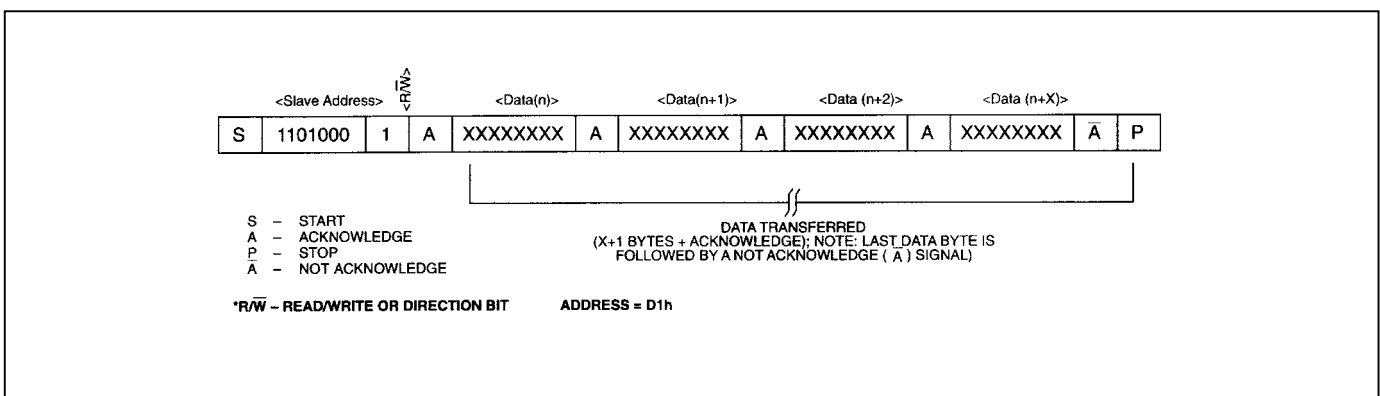 <R/W̅>
<Slave Address> <Data(n)> <Data(n+1)> <Data (n+2)> <Data (n+X)>
S 1101000 1 A XXXXXXXX A XXXXXXXX A XXXXXXXX A XXXXXXXX A̅ P
S – START
A – ACKNOWLEDGE
P – STOP
A̅ – NOT ACKNOWLEDGE
DATA TRANSFERRED
(X+1 BYTES + ACKNOWLEDGE); NOTE: LAST DATA BYTE IS
FOLLOWED BY A NOT ACKNOWLEDGE ( A̅ ) SIGNAL)
*R/W̅ – READ/WRITE OR DIRECTION BIT ADDRESS = D1h